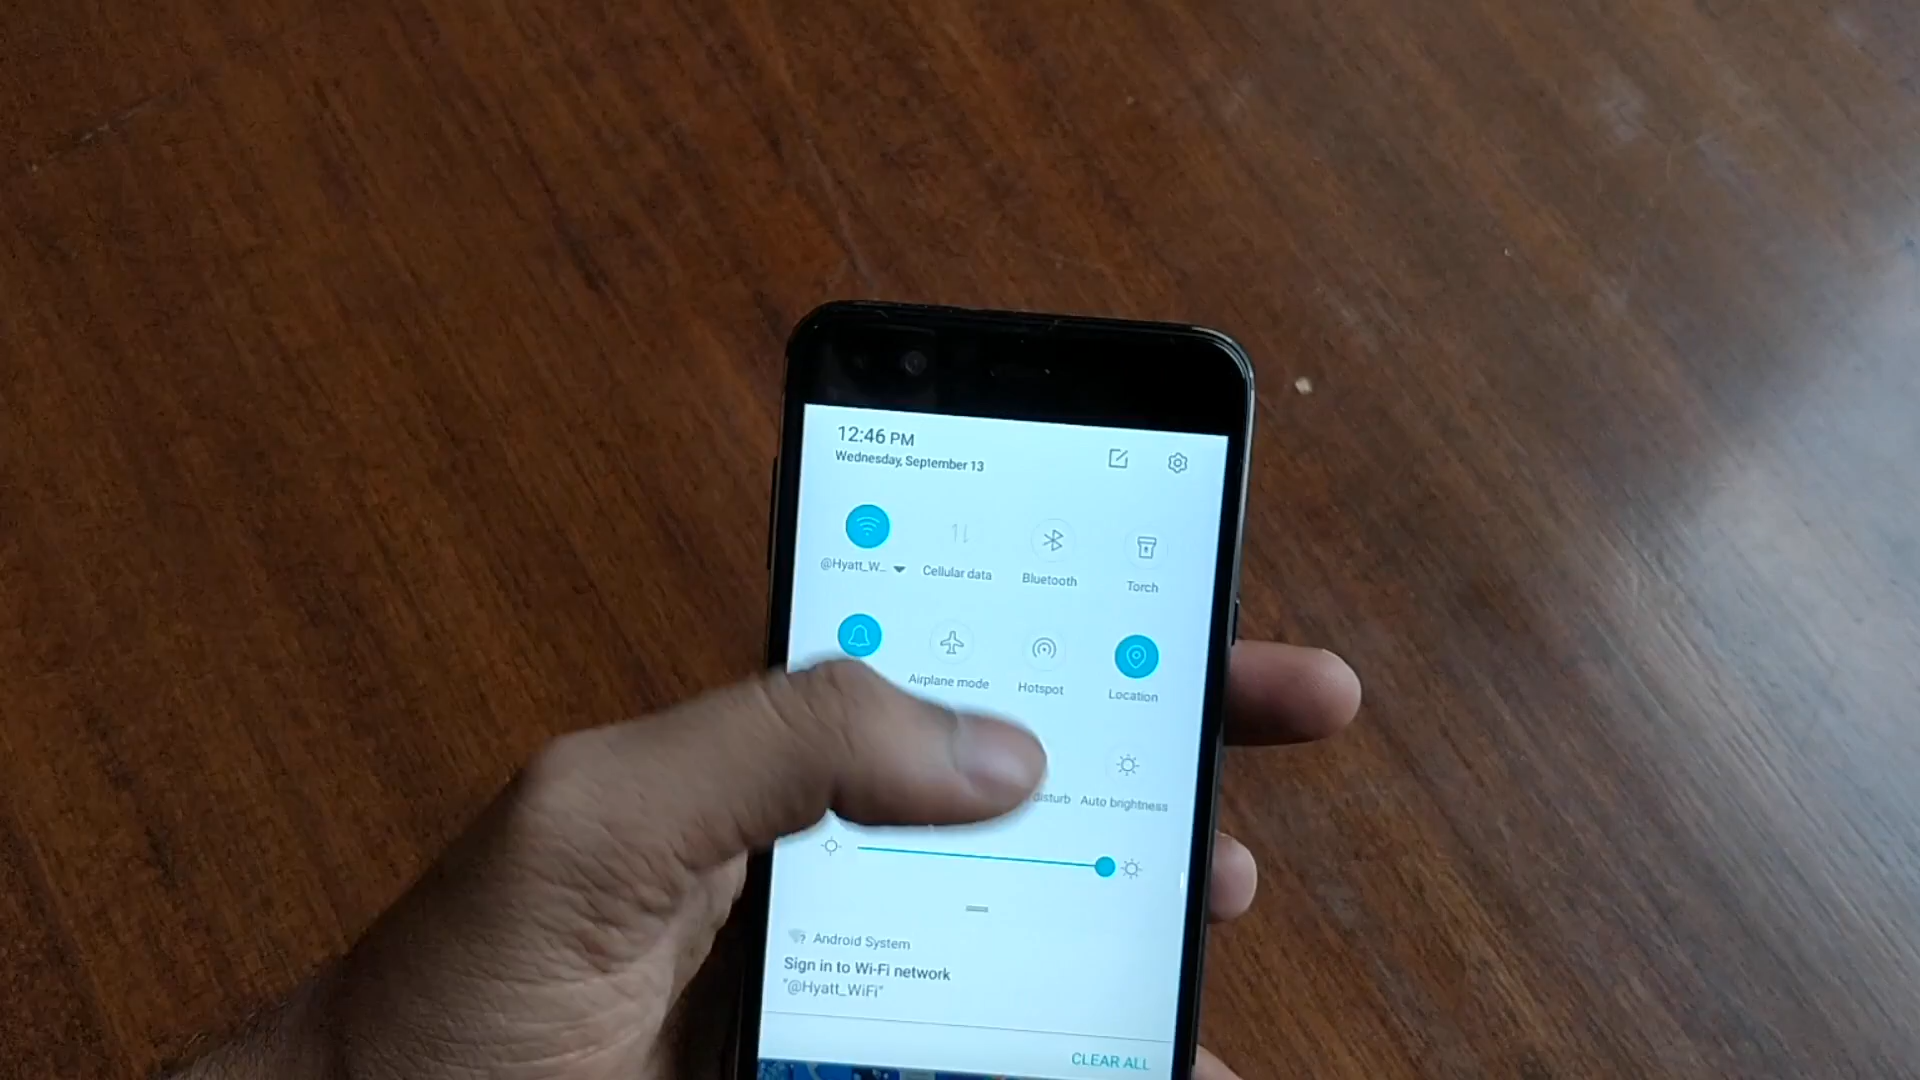 12:46 PM
Wednesday, September 13
@Hyatt_W...
Cellular data
Bluetooth
Torch
Airplane mode
Hotspot
Location
disturb
Auto brightness
Android System
Sign in to Wi-Fi network
"@Hyatt_WiFi"
CLEAR ALL